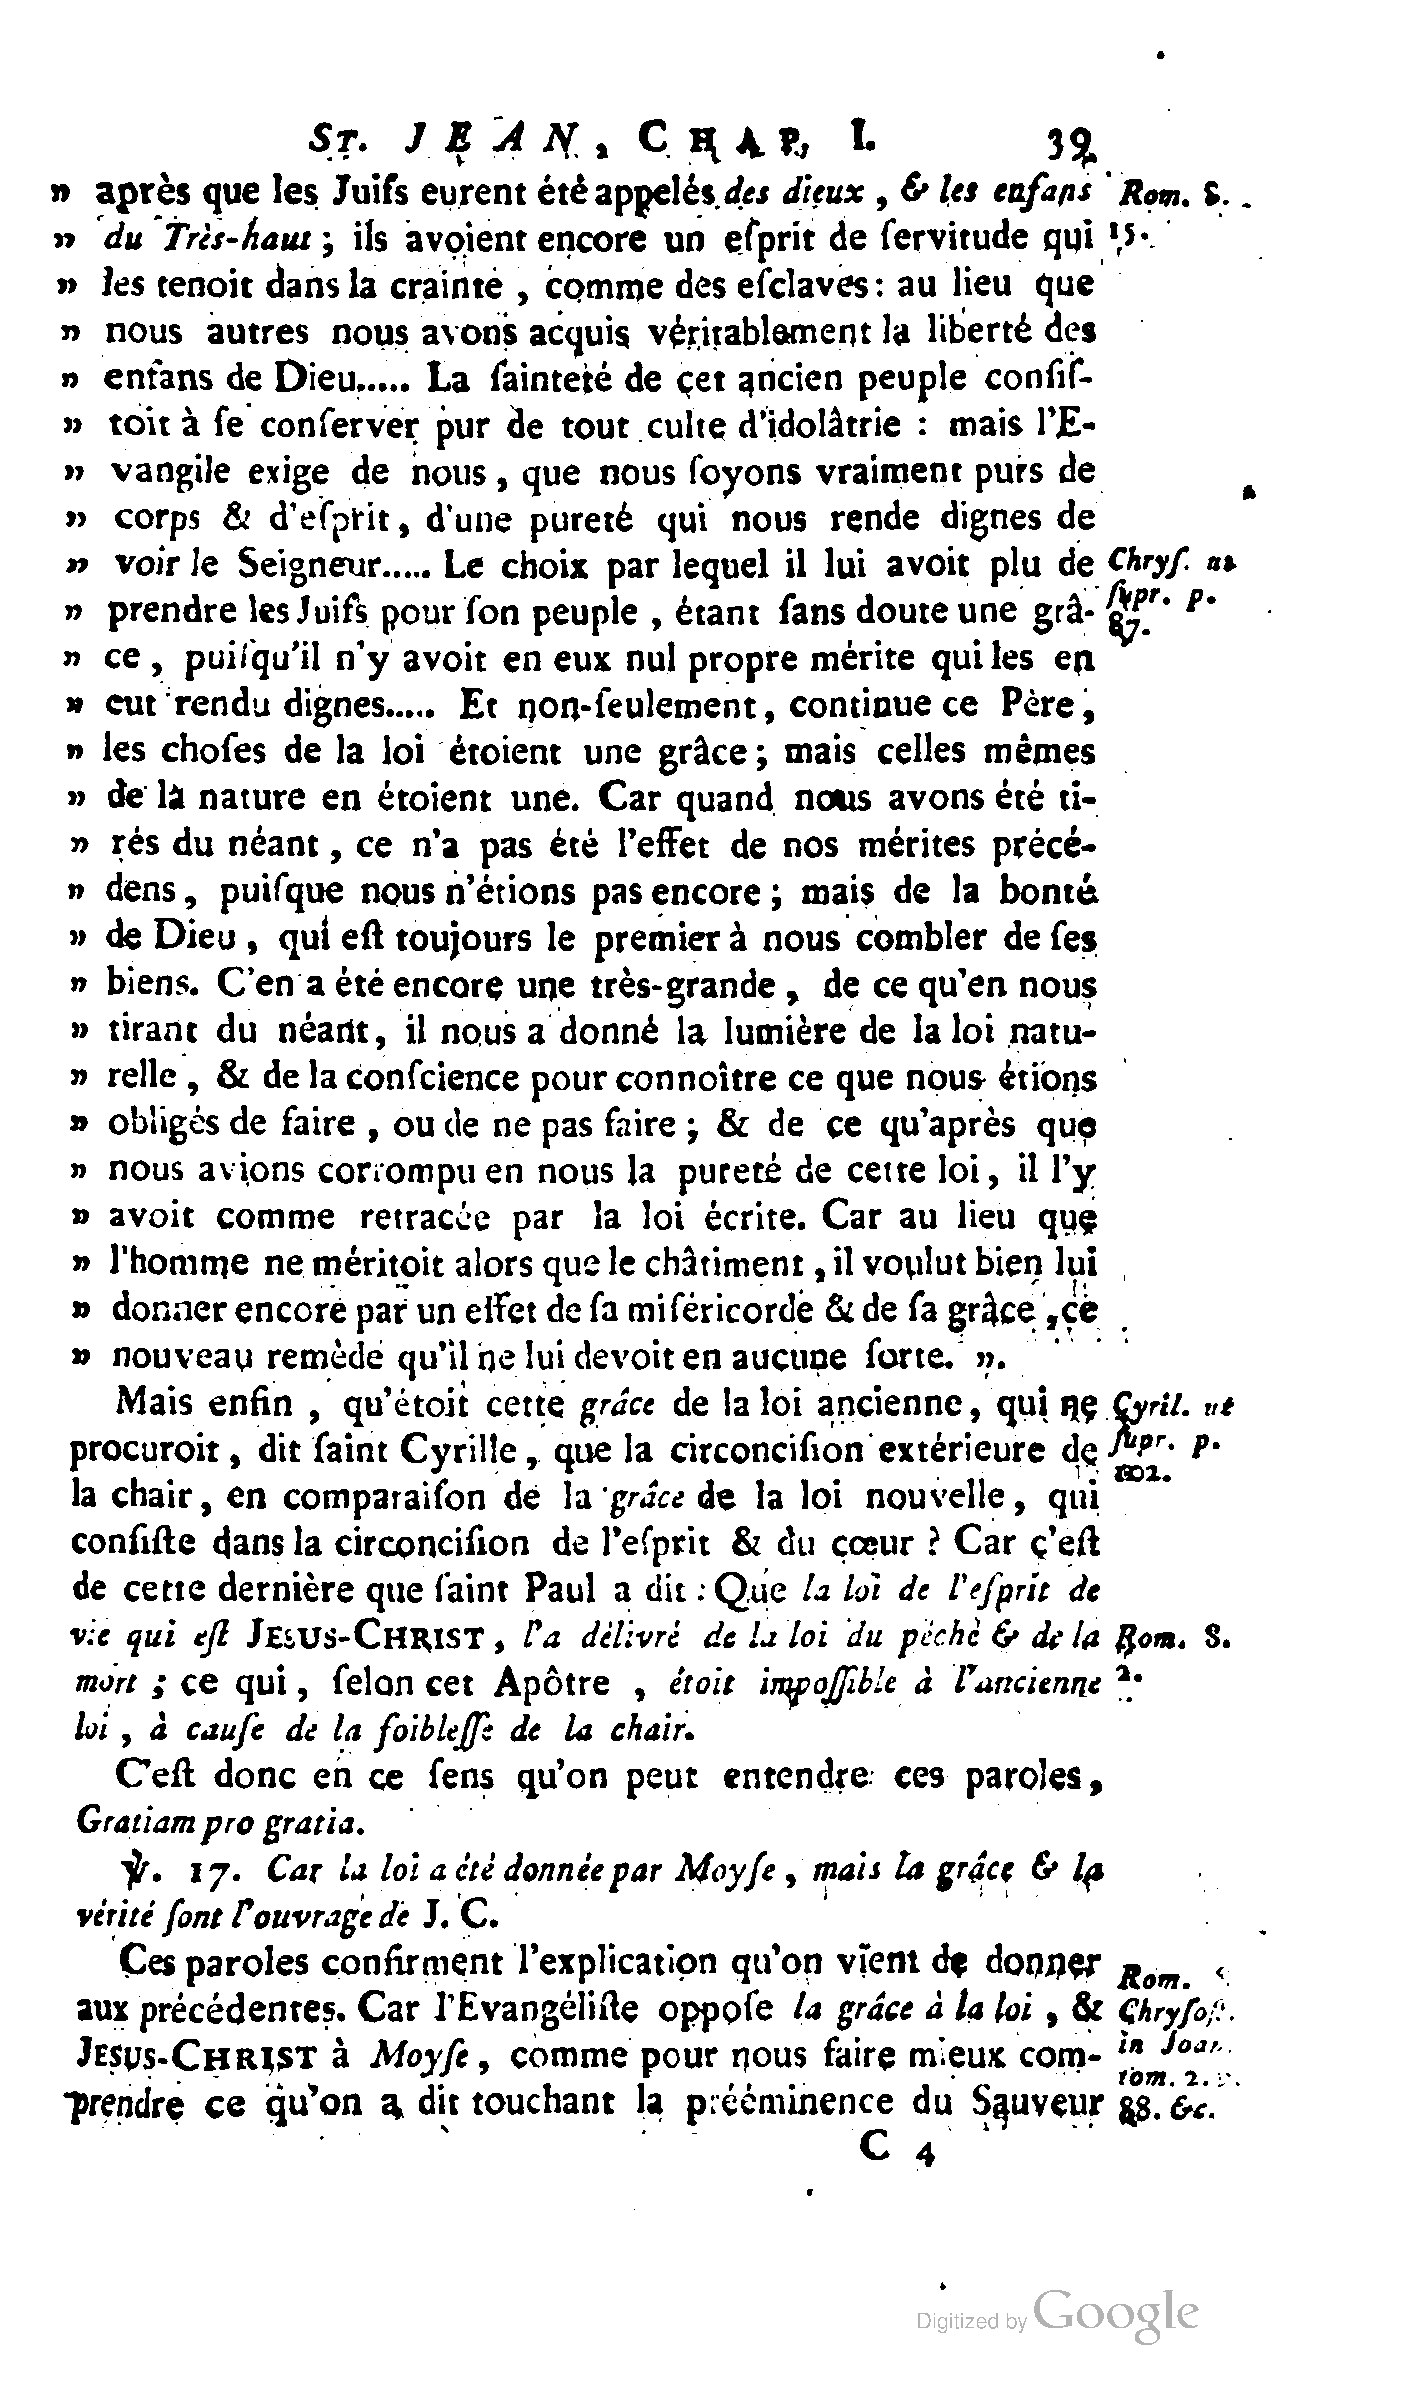 ST. JEAN, CHAP. I. 39
» après que les Juifs eurent été appelés des dieux, & les enfans Rom. 8.
» du Très-haut; ils avoient encore un eſprit de ſervitude qui 15.
» les tenoit dans la crainte, comme des eſclaves: au lieu que
» nous autres nous avons acquis véritablement la liberté des
» enfans de Dieu..... La ſainteté de cet ancien peuple conſiſ-
» toit à ſe conſerver pur de tout culte d'idolâtrie : mais l'E-
» vangile exige de nous, que nous ſoyons vraiment purs de
» corps & d'eſprit, d'une pureté qui nous rende dignes de
» voir le Seigneur..... Le choix par lequel il lui avoit plu de Chryſ. ut
» prendre les Juifs pour ſon peuple, étant ſans doute une grâ- ſupr. p.
87.
» ce, puiſqu'il n'y avoit en eux nul propre mérite qui les en
» eut rendu dignes..... Et non-ſeulement, continue ce Père,
» les choſes de la loi étoient une grâce; mais celles mêmes
» de la nature en étoient une. Car quand nous avons été ti-
» rés du néant, ce n'a pas été l'effet de nos mérites précé-
» dens, puiſque nous n'étions pas encore; mais de la bonté
» de Dieu, qui eſt toujours le premier à nous combler de ſes
» biens. C'en a été encore une très-grande, de ce qu'en nous
» tirant du néant, il nous a donné la lumière de la loi natu-
» relle, & de la conſcience pour connoître ce que nous étions
» obligés de faire, ou de ne pas faire; & de ce qu'après que
» nous avions corrompu en nous la pureté de cette loi, il l'y
» avoit comme retracée par la loi écrite. Car au lieu que
» l'homme ne méritoit alors que le châtiment, il voulut bien lui
» donner encore par un effet de ſa miſéricorde & de ſa grâce, ce
» nouveau remède qu'il ne lui devoit en aucune ſorte. ».
Mais enfin, qu'étoit cette grâce de la loi ancienne, qui ne Cyril. ut
procuroit, dit ſaint Cyrille, que la circonciſion extérieure de ſupr. p.
102.
la chair, en comparaiſon de la grâce de la loi nouvelle, qui
conſiſte dans la circonciſion de l'eſprit & du cœur ? Car c'eſt
de cette dernière que ſaint Paul a dit : Que la loi de l'eſprit de
vie qui eſt JESUS-CHRIST, l'a délivré de la loi du péché & de la Rom. 8.
mort; ce qui, ſelon cet Apôtre, étoit impoſſible à l'ancienne 2.
loi, à cauſe de la foibleſſe de la chair.
C'eſt donc en ce ſens qu'on peut entendre ces paroles,
Gratiam pro gratia.
℣. 17. Car la loi a été donnée par Moyſe, mais la grâce & la
vérité ſont l'ouvrage de J. C.
Ces paroles confirment l'explication qu'on vient de donner Rom.
aux précédentes. Car l'Evangéliſte oppoſe la grâce à la loi, & Chryſoſt.
JESUS-CHRIST à Moyſe, comme pour nous faire mieux com- in Joan.
tom. 2. p.
prendre ce qu'on a dit touchant la prééminence du Sauveur 88. &c.
C 4
Digitized by Google